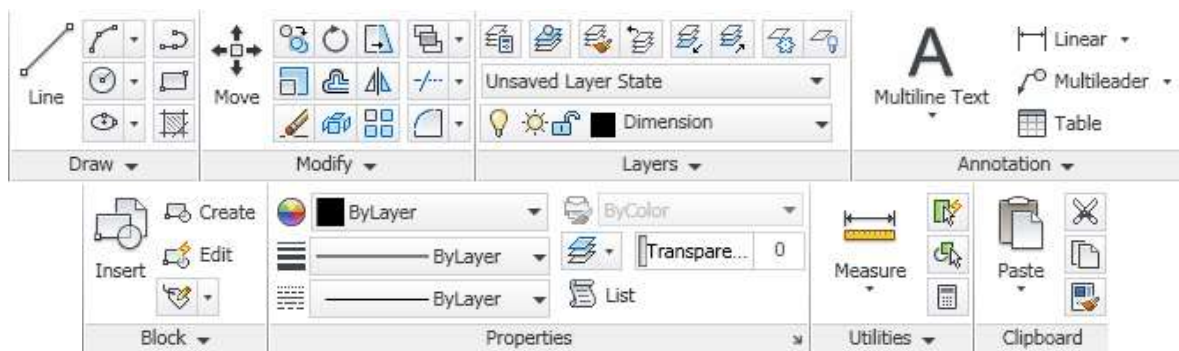 Line
Move
Unsaved Layer State
Dimension
Multiline Text
Linear
Multileader
Table
Draw
Modify
Layers
Annotation
Insert
Create
Edit
ByLayer
ByLayer
ByLayer
ByColor
Transpare... 0
List
Measure
Paste
Block
Properties
Utilities
Clipboard